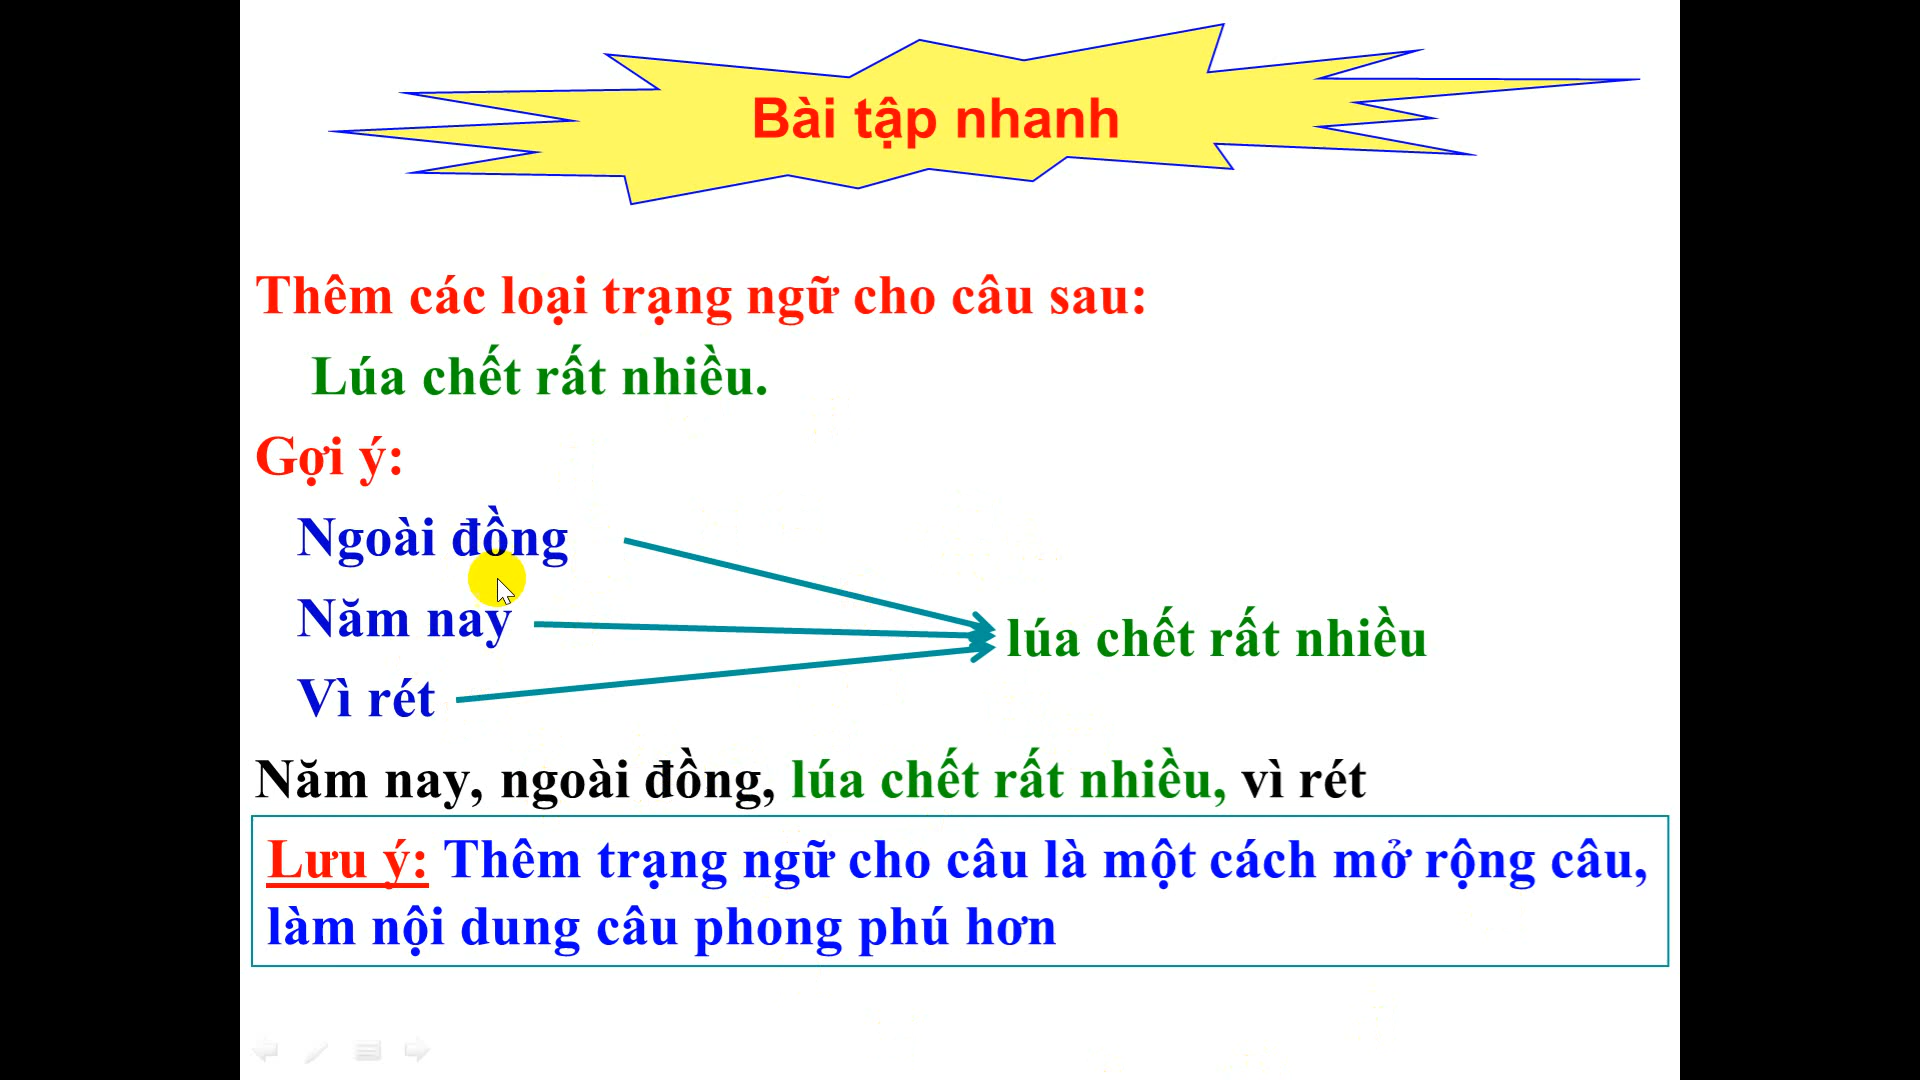 Bài tập nhanh
Thêm các loại trạng ngữ cho câu sau:
Lúa chết rất nhiều.
Gợi ý:
Ngoài đồng
Năm nay
lúa chết rất nhiều
Vì rét
Năm nay, ngoài đồng, lúa chết rất nhiều, vì rét
Lưu ý: Thêm trạng ngữ cho câu là một cách mở rộng câu,
làm nội dung câu phong phú hơn